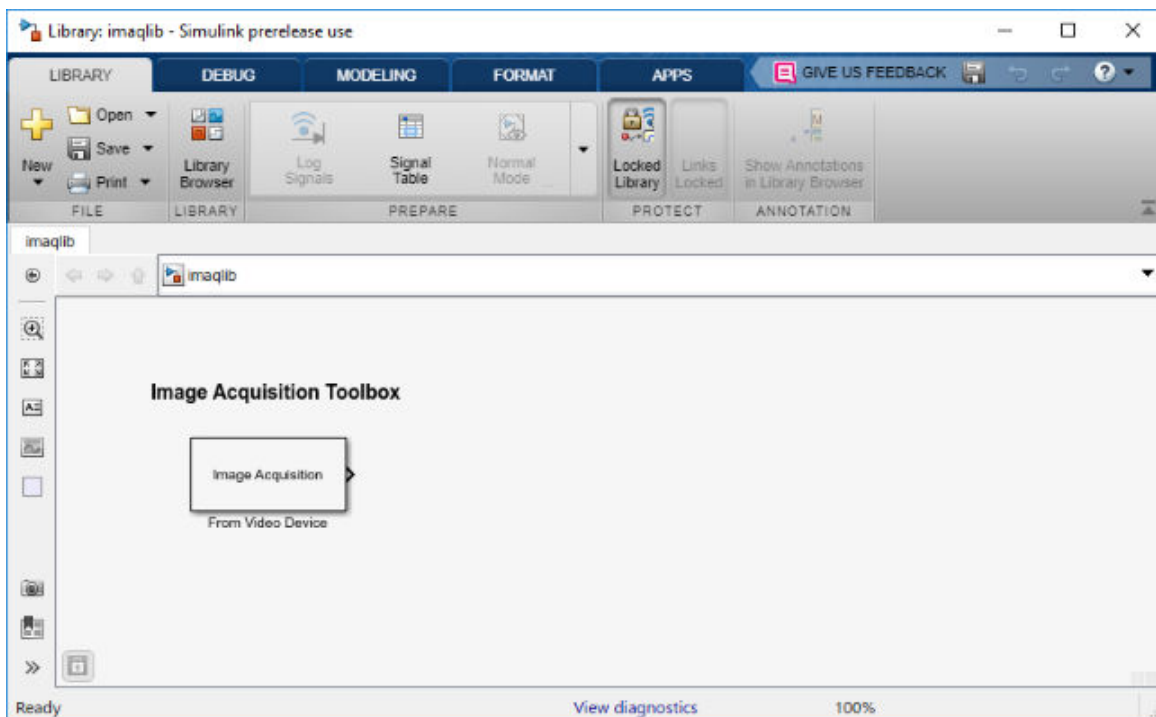 Library: imaqlib - Simulink prerelease use
LIBRARY DEBUG MODELING FORMAT APPS GIVE US FEEDBACK ?
New
Open
Save
Print
FILE
Library
Browser
LIBRARY
Log
Signals
Signal
Table
Normal
Mode
PREPARE
Locked
Library
Links
Locked
PROTECT
Show Annotations
in Library Browser
ANNOTATION
imaqlib
imaqlib
Image Acquisition Toolbox
Image Acquisition
From Video Device
Ready View diagnostics 100%